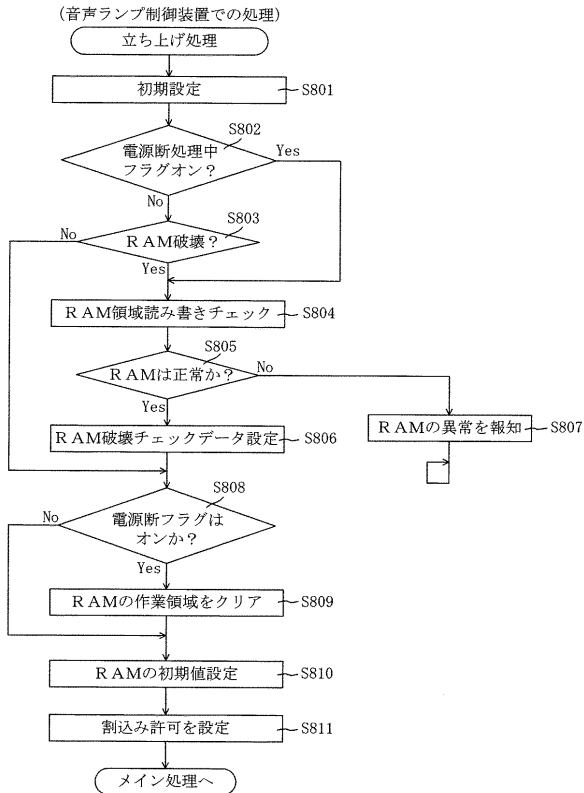 (音声ランプ制御装置での処理)
立ち上げ処理
初期設定
S801
S802
電源断処理中
フラグオン?
Yes
No
S803
RAM破壊?
No
Yes
RAM領域読み書きチェック
S804
S805
RAMは正常か?
No
Yes
RAM破壊チェックデータ設定
S806
RAMの異常を報知
S807
S808
電源断フラグは
オンか?
No
Yes
RAMの作業領域をクリア
S809
RAMの初期値設定
S810
割込み許可を設定
S811
メイン処理へ